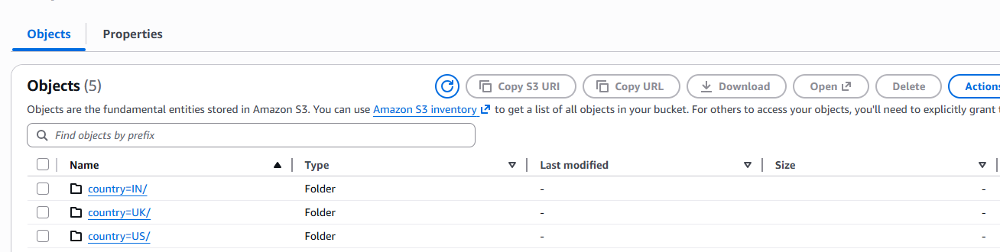 Objects Properties
Objects (5) Copy S3 URI Copy URL Download Open Delete Actions
Objects are the fundamental entities stored in Amazon S3. You can use Amazon S3 inventory to get a list of all objects in your bucket. For others to access your objects, you'll need to explicitly grant
Find objects by prefix
Name Type Last modified Size
country=IN/ Folder - -
country=UK/ Folder - -
country=US/ Folder - -